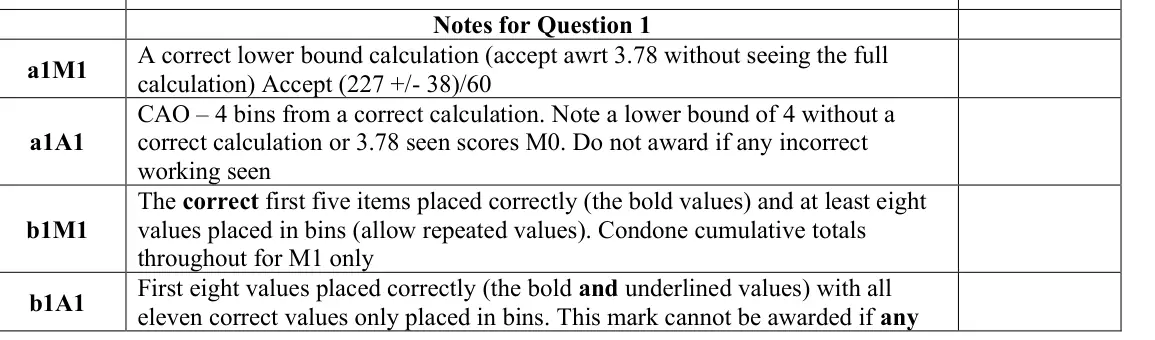 Notes for Question 1
a1M1
A correct lower bound calculation (accept awrt 3.78 without seeing the full
calculation) Accept (227 +/- 38)/60
a1A1
CAO – 4 bins from a correct calculation. Note a lower bound of 4 without a
correct calculation or 3.78 seen scores M0. Do not award if any incorrect
working seen
b1M1
The correct first five items placed correctly (the bold values) and at least eight
values placed in bins (allow repeated values). Condone cumulative totals
throughout for M1 only
b1A1
First eight values placed correctly (the bold and underlined values) with all
eleven correct values only placed in bins. This mark cannot be awarded if any